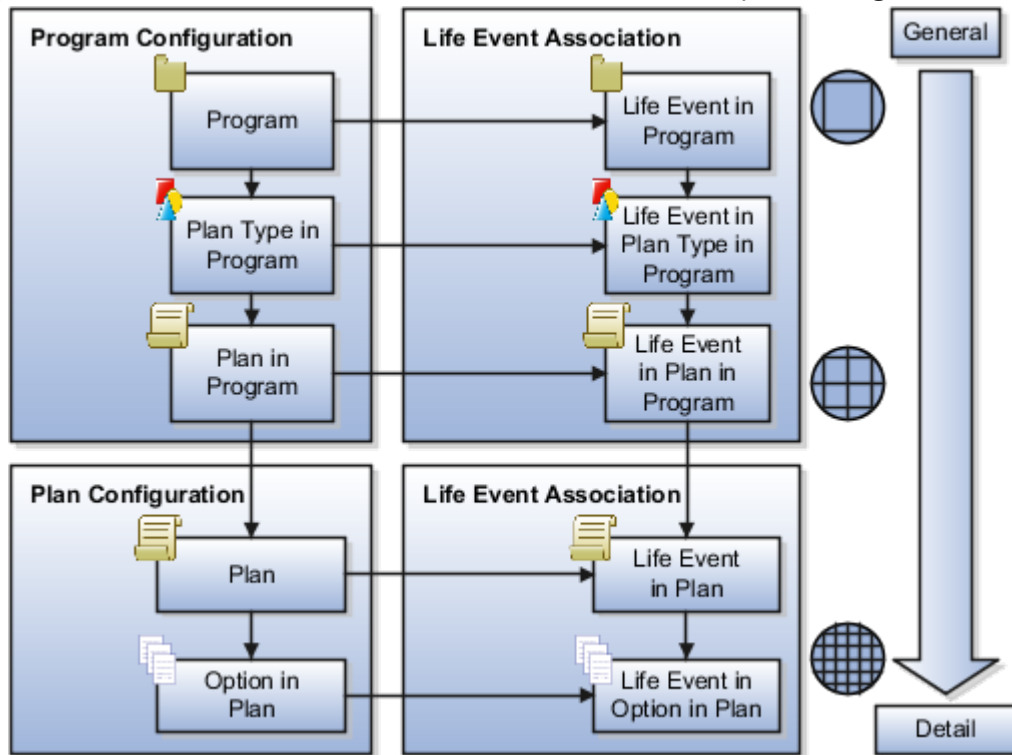 Program Configuration
Life Event Association
General
Program
Life Event in
Program
Plan Type in
Program
Life Event in
Plan Type in
Program
Plan in
Program
Life Event
in Plan in
Program
Plan Configuration
Life Event Association
Plan
Life Event
in Plan
Option in
Plan
Life Event in
Option in Plan
Detail